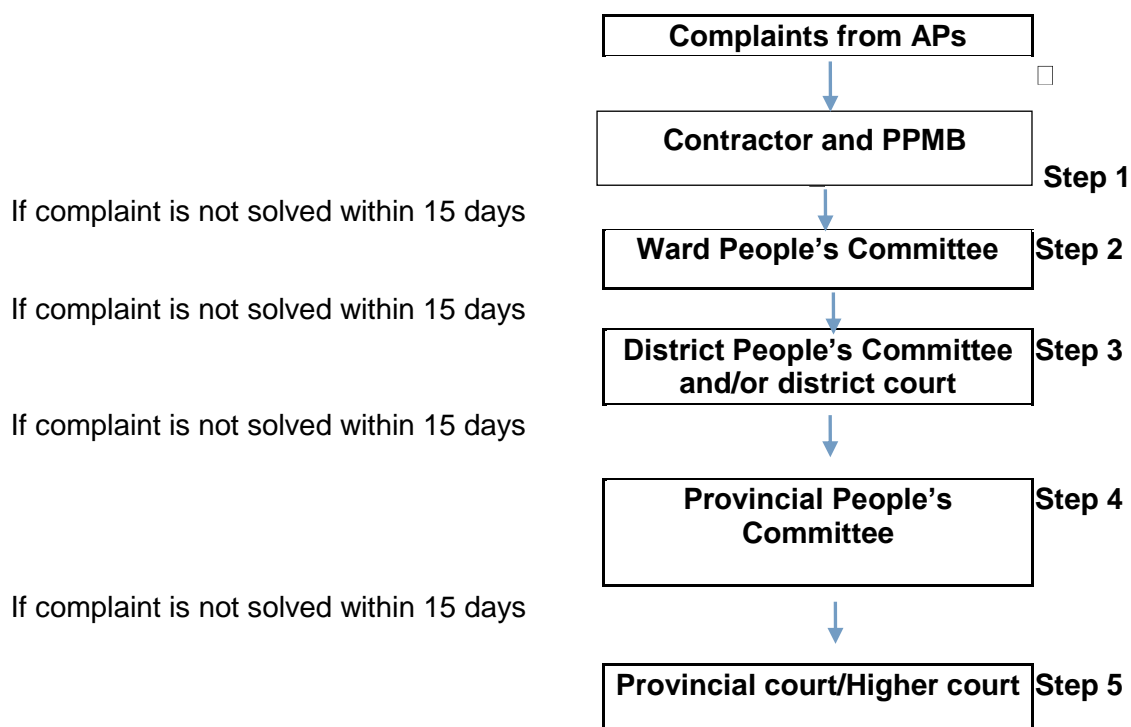 Complaints from APs
Contractor and PPMB
Step 1
If complaint is not solved within 15 days
Ward People’s Committee Step 2
If complaint is not solved within 15 days
District People’s Committee Step 3
and/or district court
If complaint is not solved within 15 days
Provincial People’s Step 4
Committee
If complaint is not solved within 15 days
Provincial court/Higher court Step 5